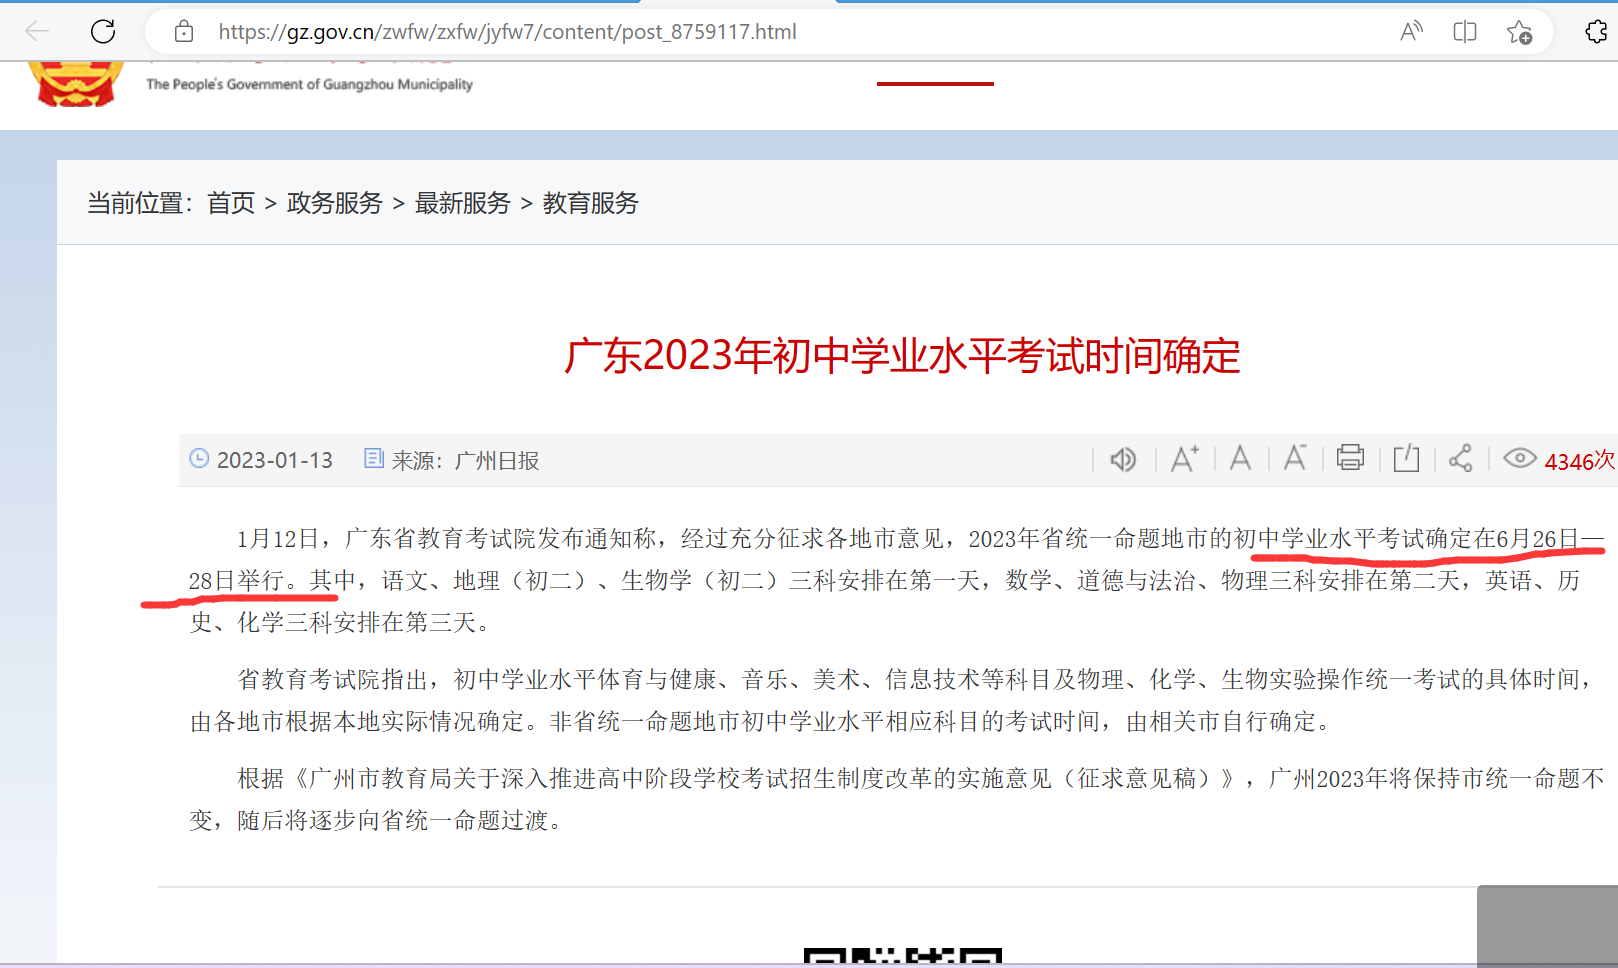 https://gz.gov.cn/zwfw/zxfw/jyfw7/content/post_8759117.html
The People's Government of Guangzhou Municipality
当前位置：首页 > 政务服务 > 最新服务 > 教育服务
广东2023年初中学业水平考试时间确定
2023-01-13 来源：广州日报 4346次
1月12日，广东省教育考试院发布通知称，经过充分征求各地市意见，2023年省统一命题地市的初中学业水平考试确定在6月26日—
28日举行。其中，语文、地理（初二）、生物学（初二）三科安排在第一天，数学、道德与法治、物理三科安排在第二天，英语、历
史、化学三科安排在第三天。
省教育考试院指出，初中学业水平体育与健康、音乐、美术、信息技术等科目及物理、化学、生物实验操作统一考试的具体时间，
由各地市根据本地实际情况确定。非省统一命题地市初中学业水平相应科目的考试时间，由相关市自行确定。
根据《广州市教育局关于深入推进高中阶段学校考试招生制度改革的实施意见（征求意见稿）》，广州2023年将保持市统一命题不
变，随后将逐步向省统一命题过渡。